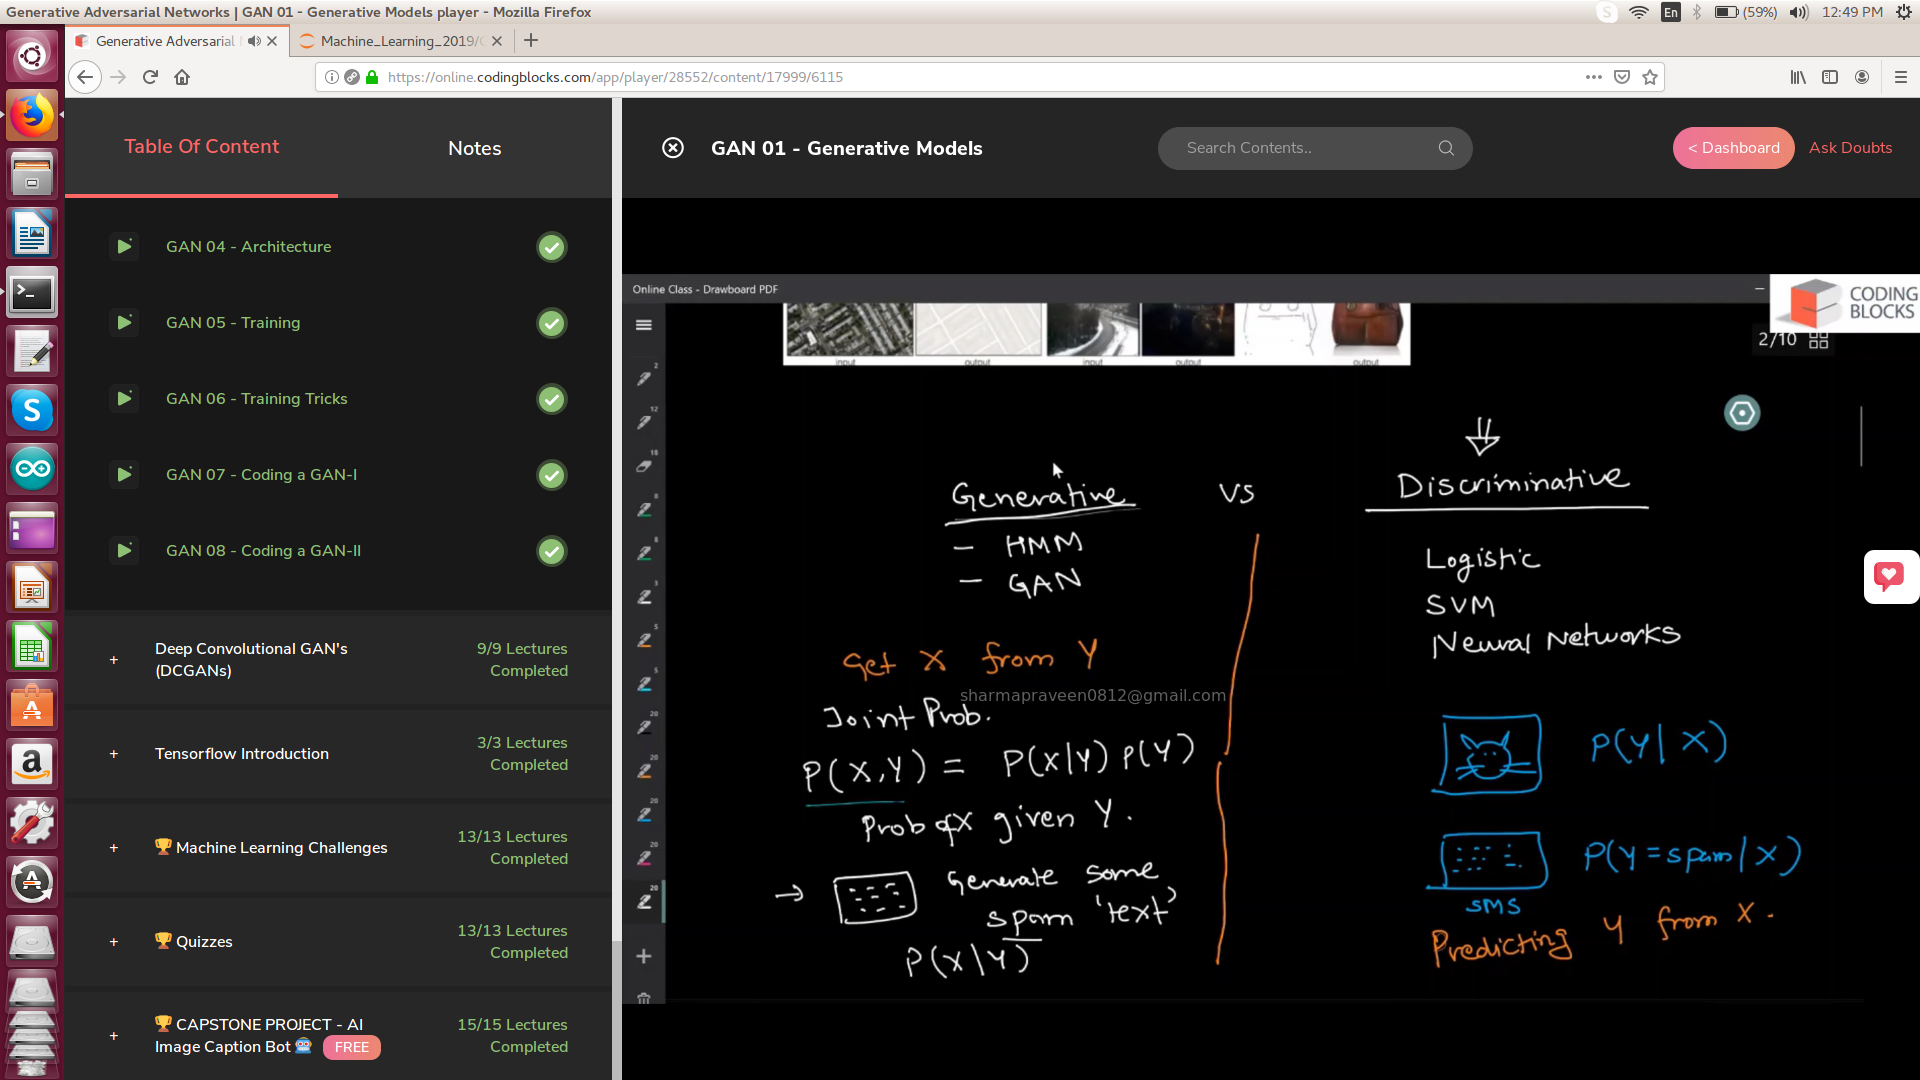 Generative Adversarial Networks | GAN 01 - Generative Models player - Mozilla Firefox
En
(59%)
12:49 PM
Generative Adversarial
Machine_Learning_2019/
https://online.codingblocks.com/app/player/28552/content/17999/6115
Table Of Content
Notes
GAN 04 - Architecture
GAN 05 - Training
GAN 06 - Training Tricks
GAN 07 - Coding a GAN-I
GAN 08 - Coding a GAN-II
Deep Convolutional GAN's
(DCGANs)
9/9 Lectures
Completed
Tensorflow Introduction
3/3 Lectures
Completed
Machine Learning Challenges
13/13 Lectures
Completed
Quizzes
13/13 Lectures
Completed
CAPSTONE PROJECT - AI
Image Caption Bot
FREE
15/15 Lectures
Completed
GAN 01 - Generative Models
Search Contents..
< Dashboard
Ask Doubts
Online Class - Drawboard PDF
CODING
BLOCKS
2/10
input
output
input
output
output
Generative
vs
Discriminative
- HMM
- GAN
Logistic
SVM
Neural Networks
Get X from Y
sharmapraveen0812@gmail.com
Joint Prob.
P(X,Y) = P(X|Y) P(Y)
Prob of X given Y.
→ Generate some
spam 'text'
P(X|Y)
P(Y|X)
P(Y=spam|X)
SMS
Predicting Y from X.